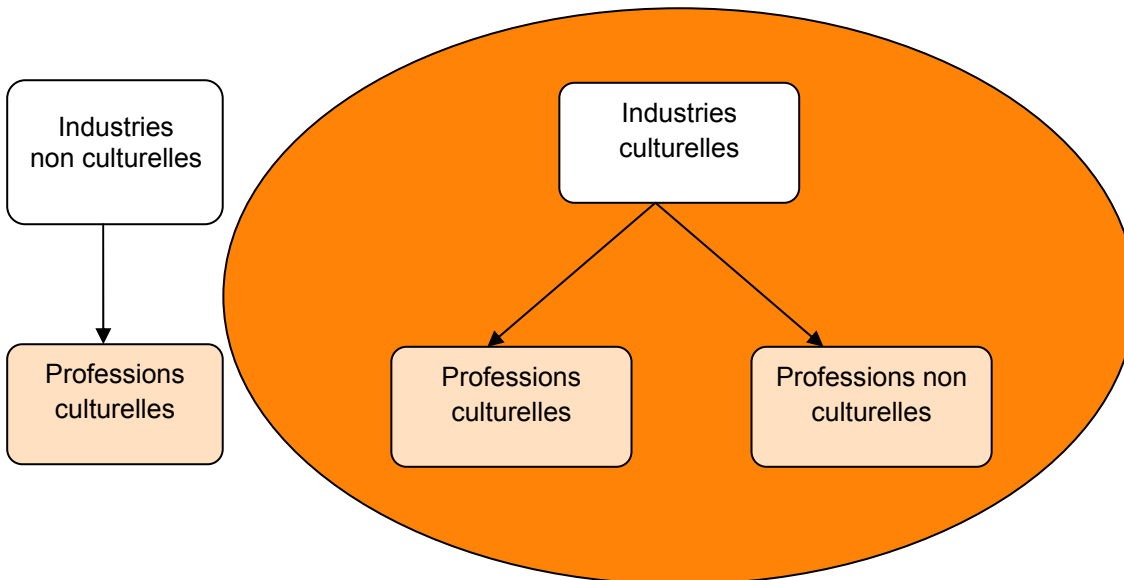 Industries
non culturelles
Industries
culturelles
Professions
culturelles
Professions
culturelles
Professions non
culturelles